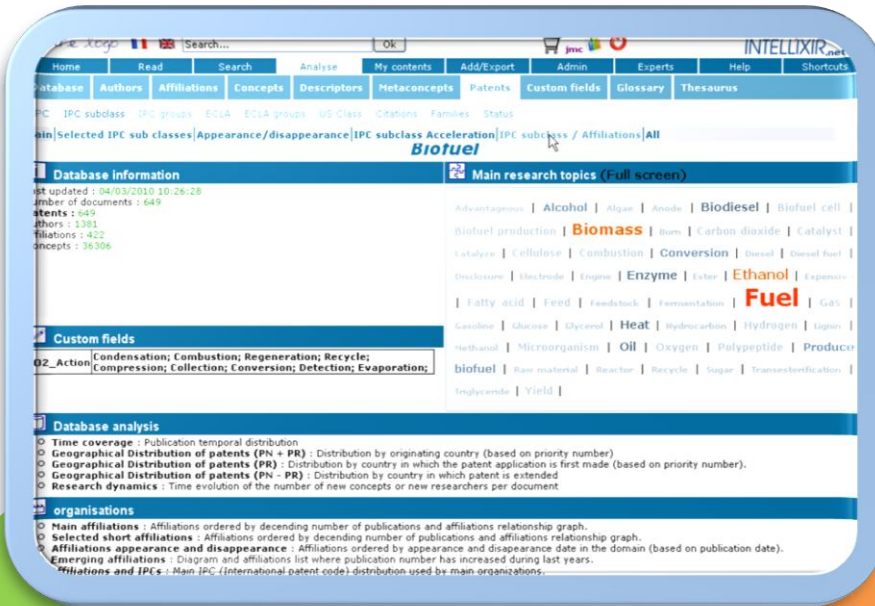 logo Search... Ok jmc INTELLIXIR.net
Home Read Search Analyse My contents Add/Export Admin Experts Help Shortcuts
atabase Authors Affiliations Concepts Descriptors Metaconcepts Patents Custom fields Glossary Thesaurus
PC IPC subclass IPC groups ECLA ECLA groups US Class Citations Families Status
ain|Selected IPC sub classes|Appearance/disappearance|IPC subclass Acceleration|IPC subclass / Affiliations|All
Biofuel
Database information
st updated : 04/03/2010 10:26:28
umber of documents : 649
atents : 649
thors : 1381
filiations : 422
oncepts : 36306
Main research topics (Full screen)
Advantageous | Alcohol | Algae | Anode | Biodiesel | Biofuel cell |
Biofuel production | Biomass | Burn | Carbon dioxide | Catalyst |
Catalyze | Cellulose | Combustion | Conversion | Diesel | Diesel fuel |
Disclosure | Electrode | Engine | Enzyme | Ester | Ethanol | Expensiv
| Fatty acid | Feed | Feedstock | Fermentation | Fuel | Gas |
Gasoline | Glucose | Glycerol | Heat | Hydrocarbon | Hydrogen | Lignin |
Methanol | Microorganism | Oil | Oxygen | Polypeptide | Produce
biofuel | Raw material | Reactor | Recycle | Sugar | Transesterification |
Triglyceride | Yield |
Custom fields
02_Action Condensation; Combustion; Regeneration; Recycle;
Compression; Collection; Conversion; Detection; Evaporation;
Database analysis
Time coverage : Publication temporal distribution
Geographical Distribution of patents (PN + PR) : Distribution by originating country (based on priority number)
Geographical Distribution of patents (PR) : Distribution by country in which the patent application is first made (based on priority number).
Geographical Distribution of patents (PN - PR) : Distribution by country in which patent is extended
Research dynamics : Time evolution of the number of new concepts or new researchers per document
organisations
Main affiliations : Affiliations ordered by decending number of publications and affiliations relationship graph.
Selected short affiliations : Affiliations ordered by decending number of publications and affiliations relationship graph.
Affiliations appearance and disappearance : Affiliations ordered by appearance and disapearance date in the domain (based on publication date).
Emerging affiliations : Diagram and affiliations list where publication number has increased during last years.
Affiliations and IPCs : Main IPC (International patent code) distribution used by main organizations.